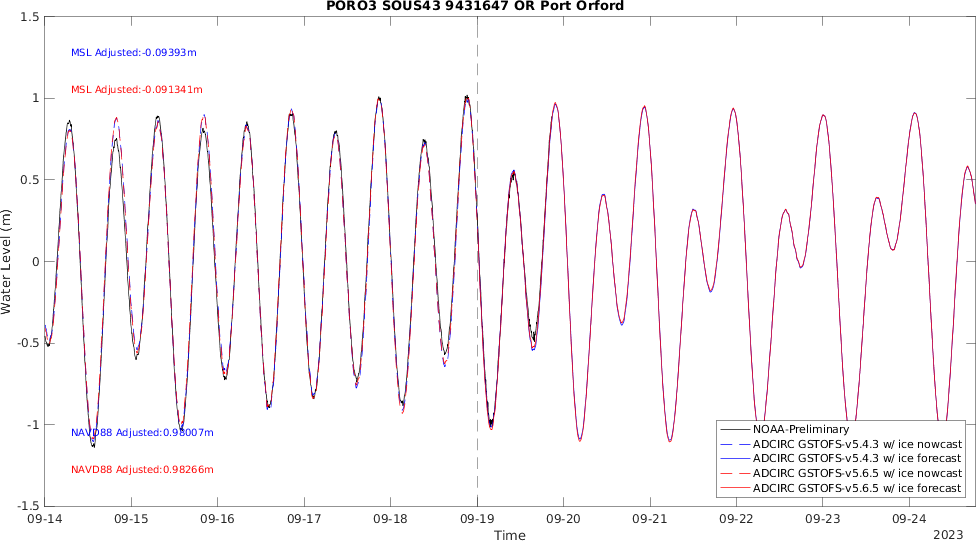 PORO3 SOUS43 9431647 OR Port Orford
1.5
MSL Adjusted:-0.09393m
MSL Adjusted:-0.091341m
1
0.5
0
-0.5
-1
-1.5
Water Level (m)
NAVD88 Adjusted:0.98007m
NAVD88 Adjusted:0.98266m
NOAA-Preliminary
ADCIRC GSTOFS-v5.4.3 w/ ice nowcast
ADCIRC GSTOFS-v5.4.3 w/ ice forecast
ADCIRC GSTOFS-v5.6.5 w/ ice nowcast
ADCIRC GSTOFS-v5.6.5 w/ ice forecast
09-14 09-15 09-16 09-17 09-18 09-19 09-20 09-21 09-22 09-23 09-24
Time
2023